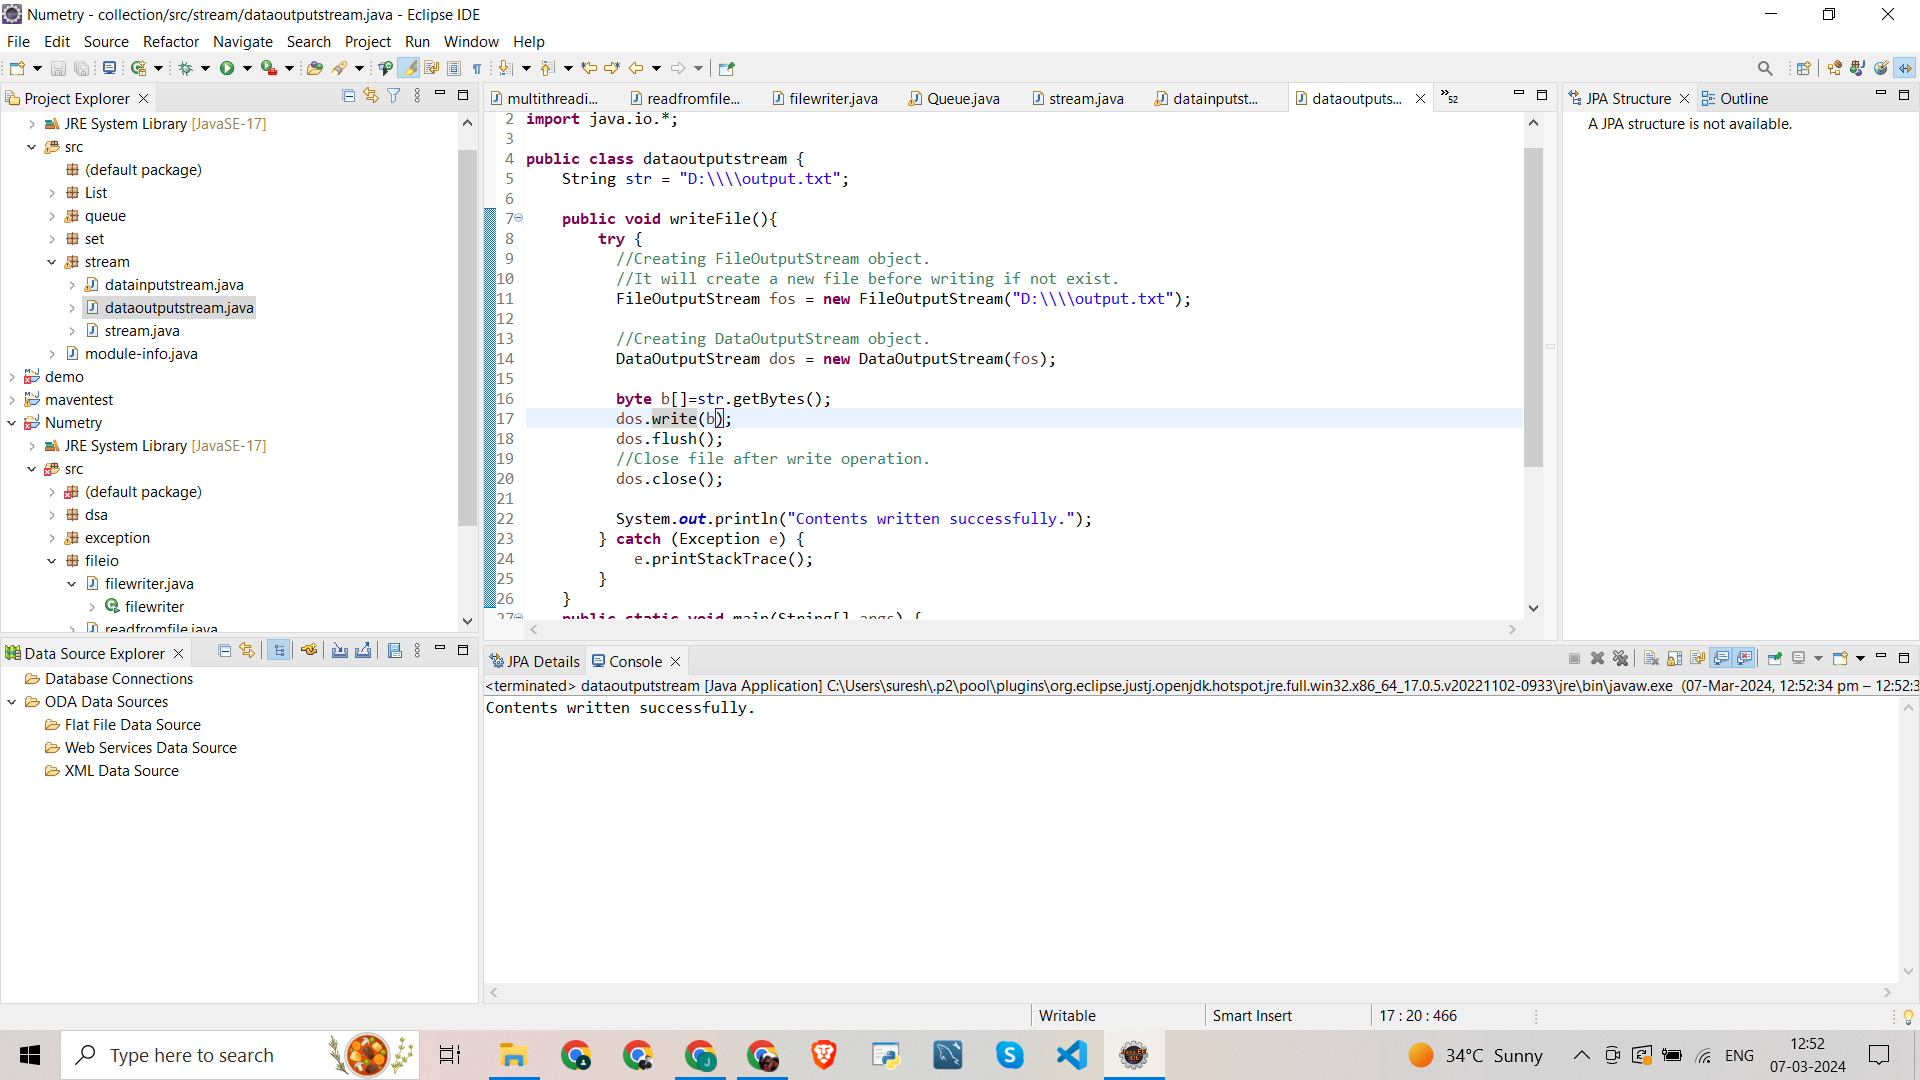 Numetry - collection/src/stream/dataoutputstream.java - Eclipse IDE
File Edit Source Refactor Navigate Search Project Run Window Help
Project Explorer
JRE System Library [JavaSE-17]
src
(default package)
List
queue
set
stream
datainputstream.java
dataoutputstream.java
stream.java
module-info.java
demo
maventest
Numetry
JRE System Library [JavaSE-17]
src
(default package)
dsa
exception
fileio
filewriter.java
filewriter
readfromfile.java
multithreadi... readfromfile... filewriter.java Queue.java stream.java datainputst... dataoutputs... »52
2 import java.io.*;
3
4 public class dataoutputstream {
5 String str = "D:\\\\output.txt";
6
7 public void writeFile(){
8 try {
9 //Creating FileOutputStream object.
10 //It will create a new file before writing if not exist.
11 FileOutputStream fos = new FileOutputStream("D:\\\\output.txt");
12
13 //Creating DataOutputStream object.
14 DataOutputStream dos = new DataOutputStream(fos);
15
16 byte b[]=str.getBytes();
17 dos.write(b);
18 dos.flush();
19 //Close file after write operation.
20 dos.close();
21
22 System.out.println("Contents written successfully.");
23 } catch (Exception e) {
24 e.printStackTrace();
25 }
26 }
27 public static void main(String[] args) {
JPA Structure Outline
A JPA structure is not available.
Data Source Explorer
Database Connections
ODA Data Sources
Flat File Data Source
Web Services Data Source
XML Data Source
JPA Details Console
<terminated> dataoutputstream [Java Application] C:\Users\suresh\.p2\pool\plugins\org.eclipse.justj.openjdk.hotspot.jre.full.win32.x86_64_17.0.5.v20221102-0933\jre\bin\javaw.exe (07-Mar-2024, 12:52:34 pm – 12:52:3
Contents written successfully.
Writable Smart Insert 17 : 20 : 466
Type here to search
34°C Sunny
ENG
12:52
07-03-2024